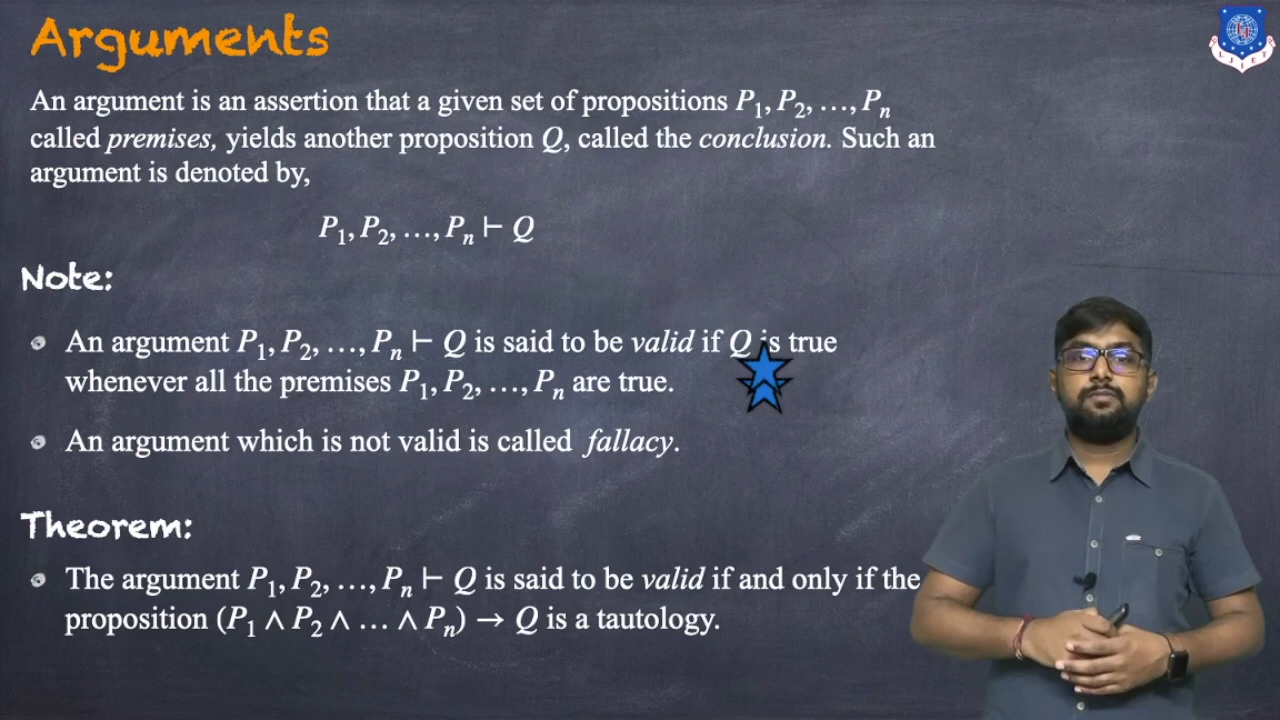 Arguments
An argument is an assertion that a given set of propositions P₁, P₂, …, Pₙ
called premises, yields another proposition Q, called the conclusion. Such an
argument is denoted by,
P₁, P₂, …, Pₙ ⊢ Q
Note:
An argument P₁, P₂, …, Pₙ ⊢ Q is said to be valid if Q is true
whenever all the premises P₁, P₂, …, Pₙ are true.
An argument which is not valid is called fallacy.
Theorem:
The argument P₁, P₂, …, Pₙ ⊢ Q is said to be valid if and only if the
proposition (P₁ ∧ P₂ ∧ … ∧ Pₙ) → Q is a tautology.